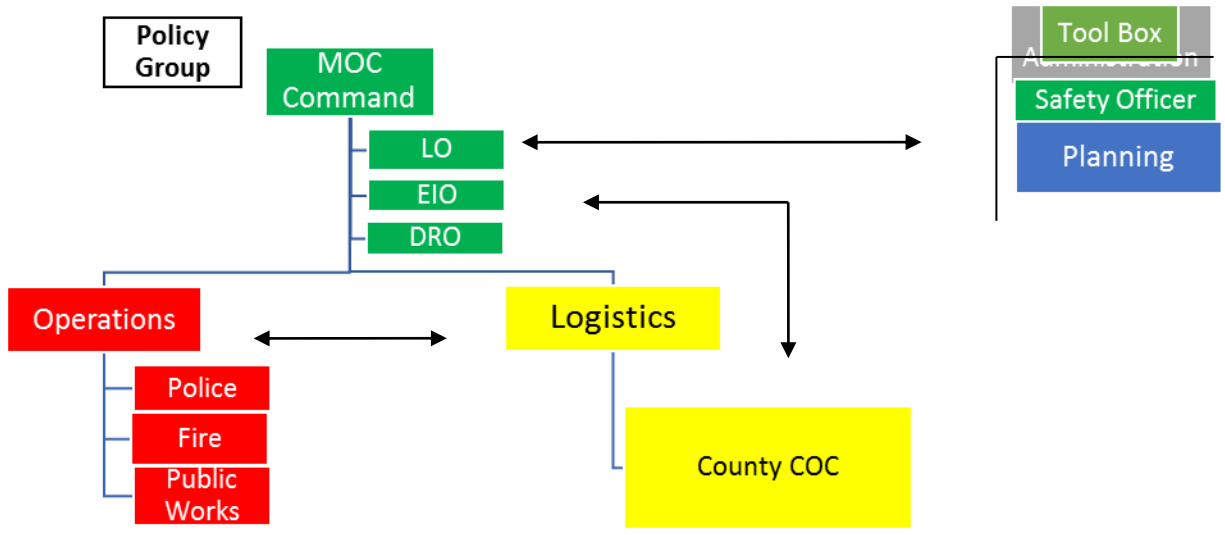 Policy
Group
MOC
Command
LO
EIO
DRO
Operations
Police
Fire
Public
Works
Logistics
County COC
Tool Box
Administration
Safety Officer
Planning